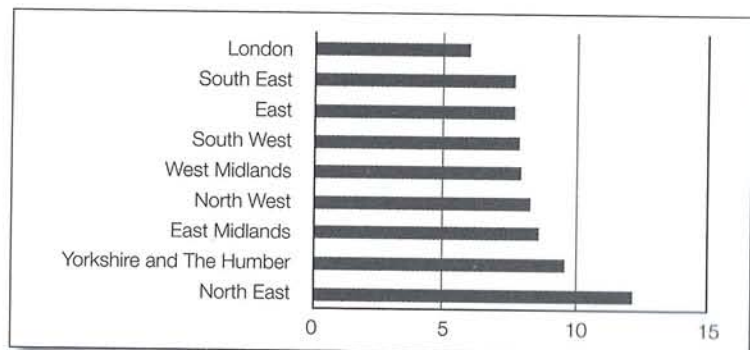 London
South East
East
South West
West Midlands
North West
East Midlands
Yorkshire and The Humber
North East
0 5 10 15